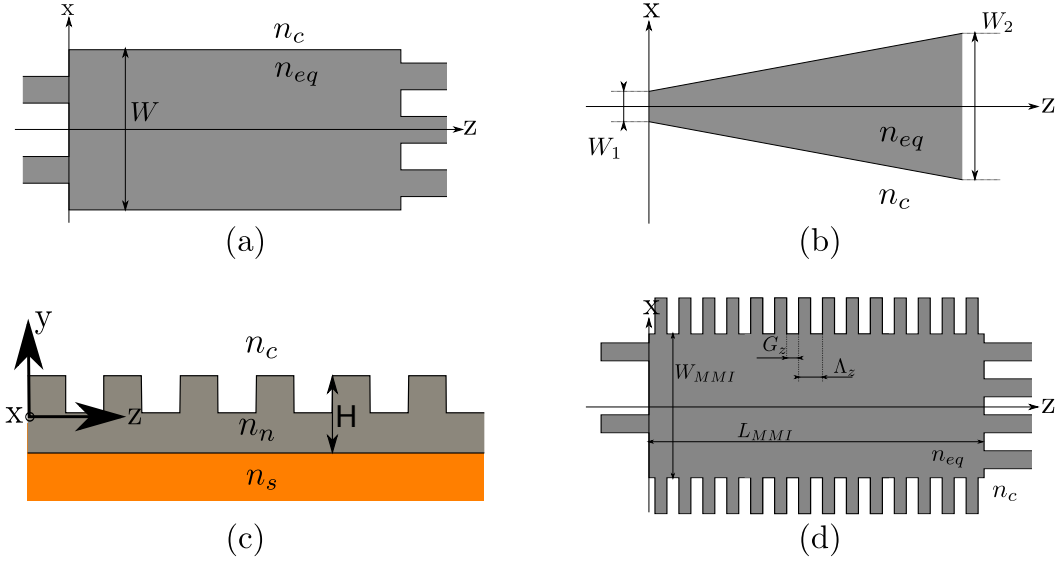 x
n_c
n_eq
W
z
(a)
x
W_2
z
W_1
n_eq
n_c
(b)
y
n_c
x
z
H
n_n
n_s
(c)
x
G_z
Λ_z
W_MMI
z
L_MMI
n_eq
n_c
(d)